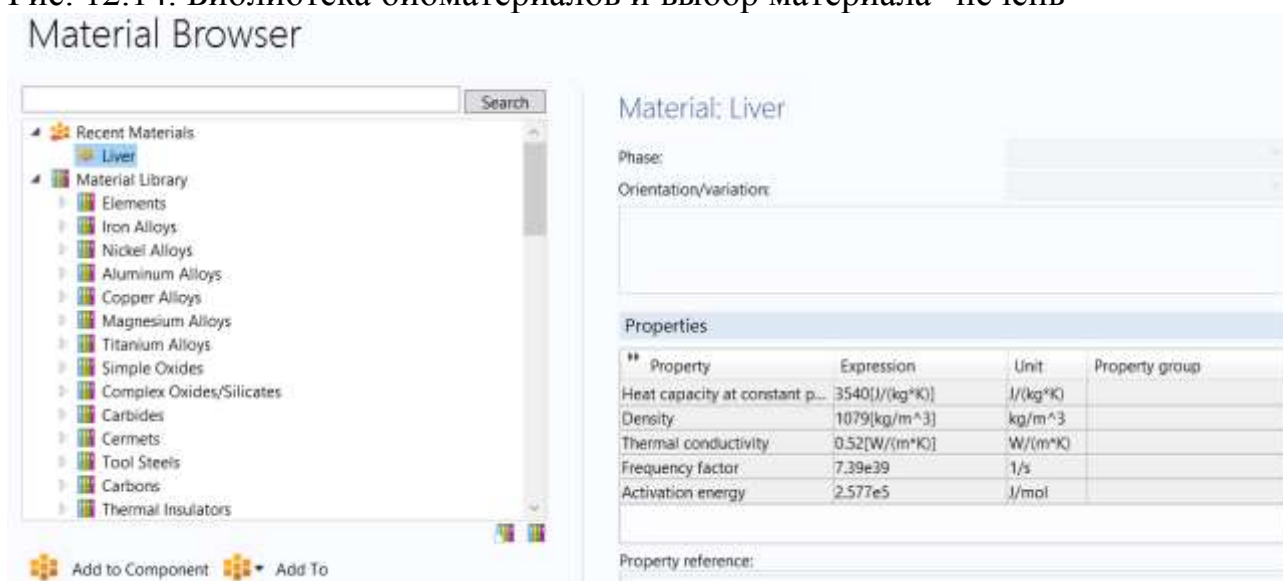 Рис. 12.14. Библиотека биоматериалов и выбор материала "печень"
Material Browser
Search
Recent Materials
Liver
Material Library
Elements
Iron Alloys
Nickel Alloys
Aluminum Alloys
Copper Alloys
Magnesium Alloys
Titanium Alloys
Simple Oxides
Complex Oxides/Silicates
Carbides
Cermets
Tool Steels
Carbons
Thermal Insulators
Add to Component Add To
Material: Liver
Phase:
Orientation/variation:
Properties
Property Expression Unit Property group
Heat capacity at constant p... 3540[J/(kg*K)] J/(kg*K)
Density 1079[kg/m^3] kg/m^3
Thermal conductivity 0.52[W/(m*K)] W/(m*K)
Frequency factor 7.39e39 1/s
Activation energy 2.577e5 J/mol
Property reference: